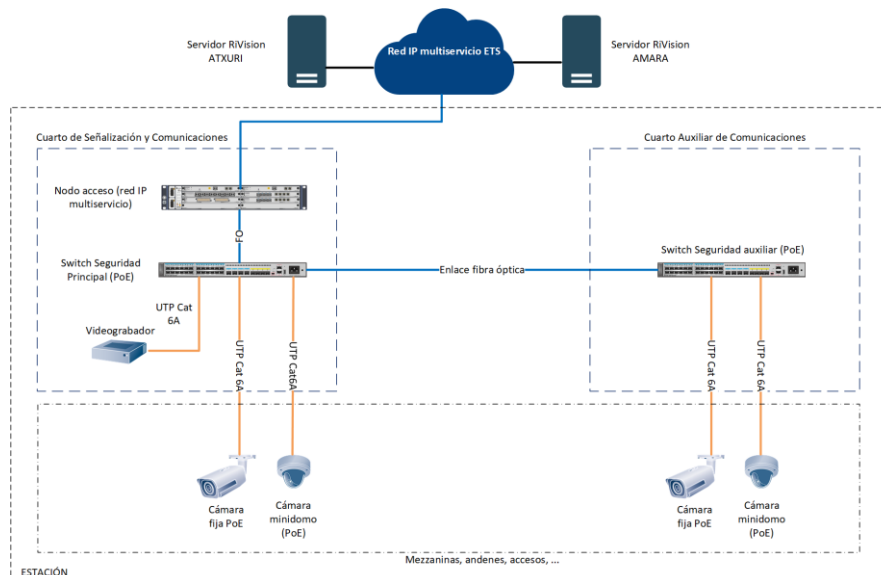 Servidor RiVision
ATXURI
Red IP multiservicio ETS
Servidor RiVision
AMARA
Cuarto de Señalización y Comunicaciones
Cuarto Auxiliar de Comunicaciones
Nodo acceso (red IP
multiservicio)
FO
Switch Seguridad
Principal (PoE)
Enlace fibra óptica
Switch Seguridad auxiliar (PoE)
UTP Cat
6A
Videograbador
UTP Cat 6A
UTP Cat6A
UTP Cat 6A
UTP Cat 6A
Cámara
fija PoE
Cámara
minidomo
(PoE)
Cámara
fija PoE
Cámara
minidomo
(PoE)
Mezzaninas, andenes, accesos, ...
ESTACIÓN